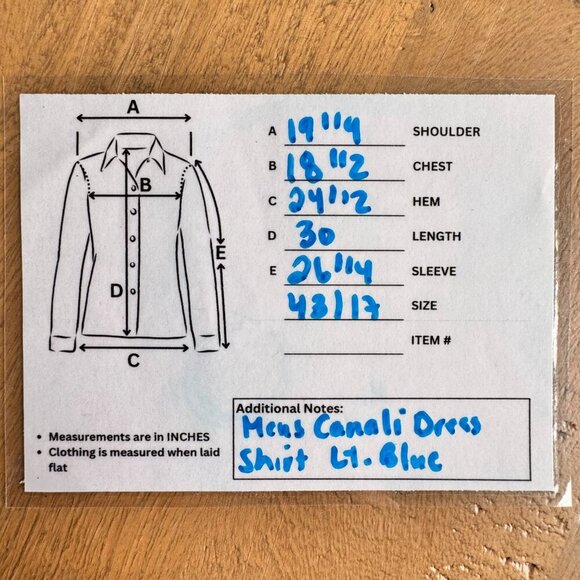 A
B
E
D
C
A 19 1/4 SHOULDER
B 18 1/2 CHEST
C 24 1/2 HEM
D 30 LENGTH
E 26 1/4 SLEEVE
43/17 SIZE
ITEM #
Additional Notes:
Mens Canali Dress
Shirt Lt. Blue
• Measurements are in INCHES
• Clothing is measured when laid
flat